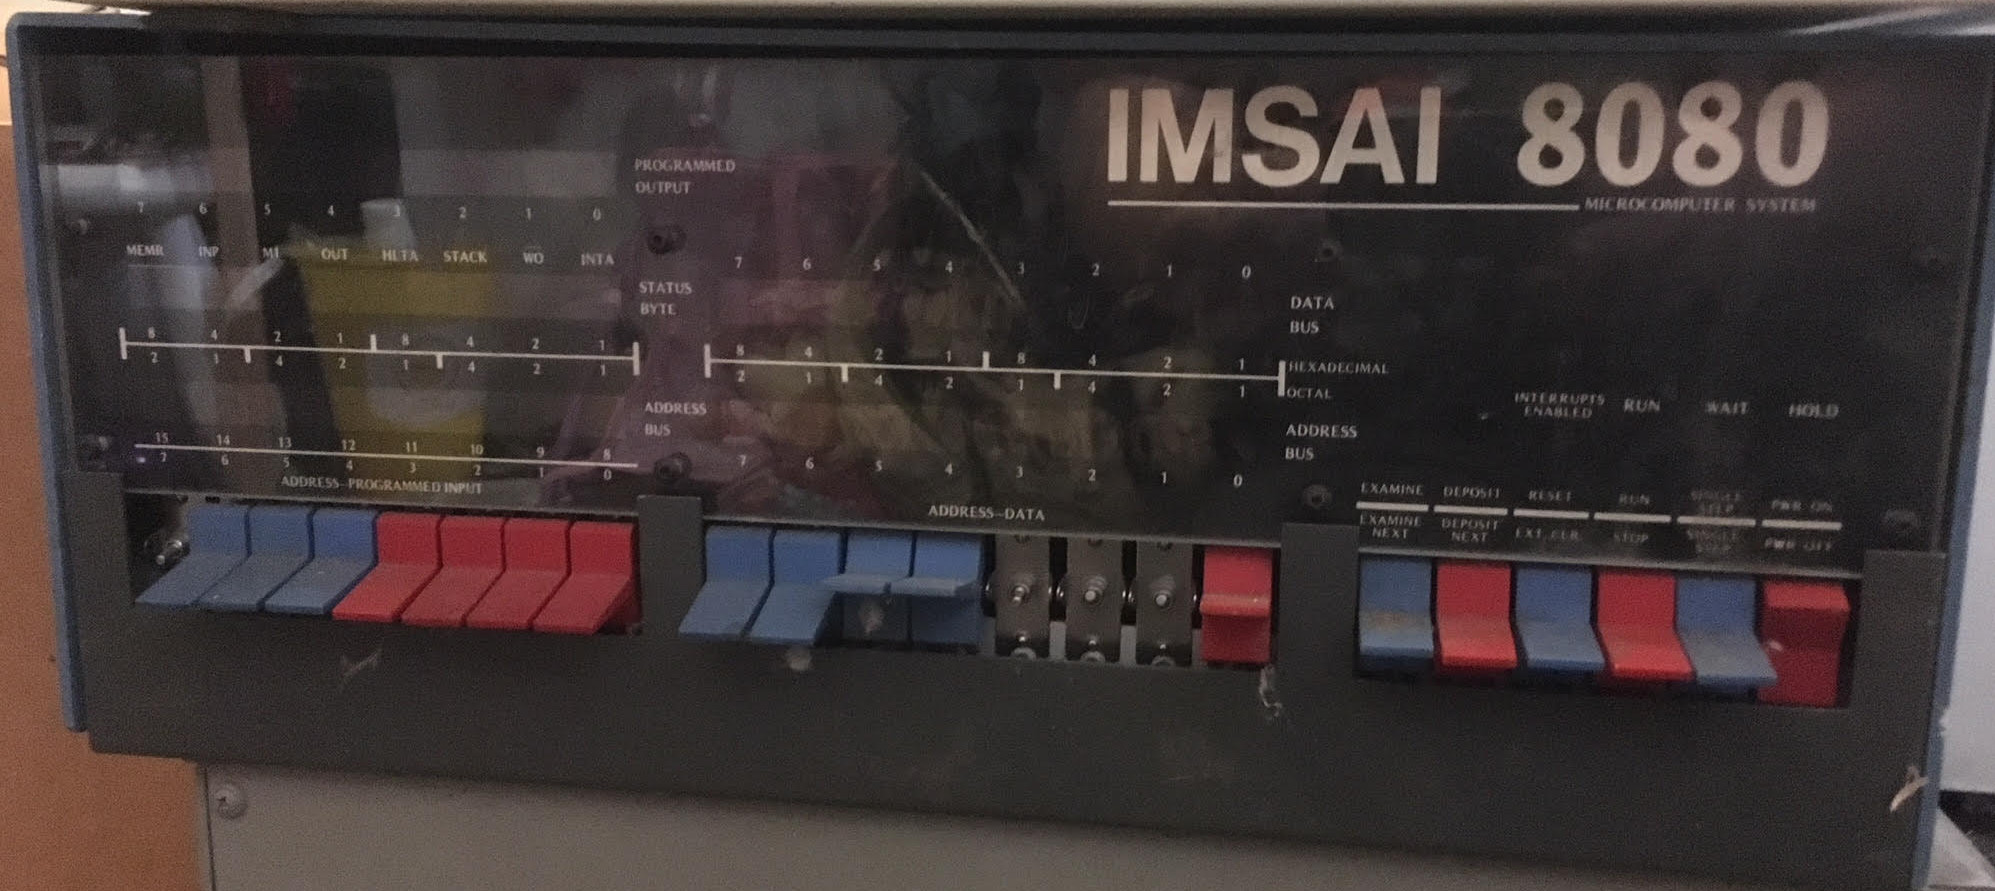 IMSAI 8080
MICROCOMPUTER SYSTEM
PROGRAMMED
OUTPUT
7 6 5 4 3 2 1 0
MEMR INP M1 OUT HLTA STACK WO INTA
STATUS
BYTE
8 4 2 1 8 4 2 1
2 1 4 2 1 4 2 1
ADDRESS
BUS
15 14 13 12 11 10 9 8
7 6 5 4 3 2 1 0
ADDRESS-PROGRAMMED INPUT
7 6 5 4 3 2 1 0
DATA
BUS
8 4 2 1 8 4 2 1
HEXADECIMAL
2 1 4 2 1 4 2 1
OCTAL
ADDRESS
BUS
7 6 5 4 3 2 1 0
ADDRESS-DATA
INTERRUPTS
ENABLED
RUN
WAIT
HOLD
EXAMINE
EXAMINE
NEXT
DEPOSIT
DEPOSIT
NEXT
RESET
EXT. CLR.
RUN
STOP
SINGLE
STEP
SINGLE
STEP
PWR ON
PWR OFF